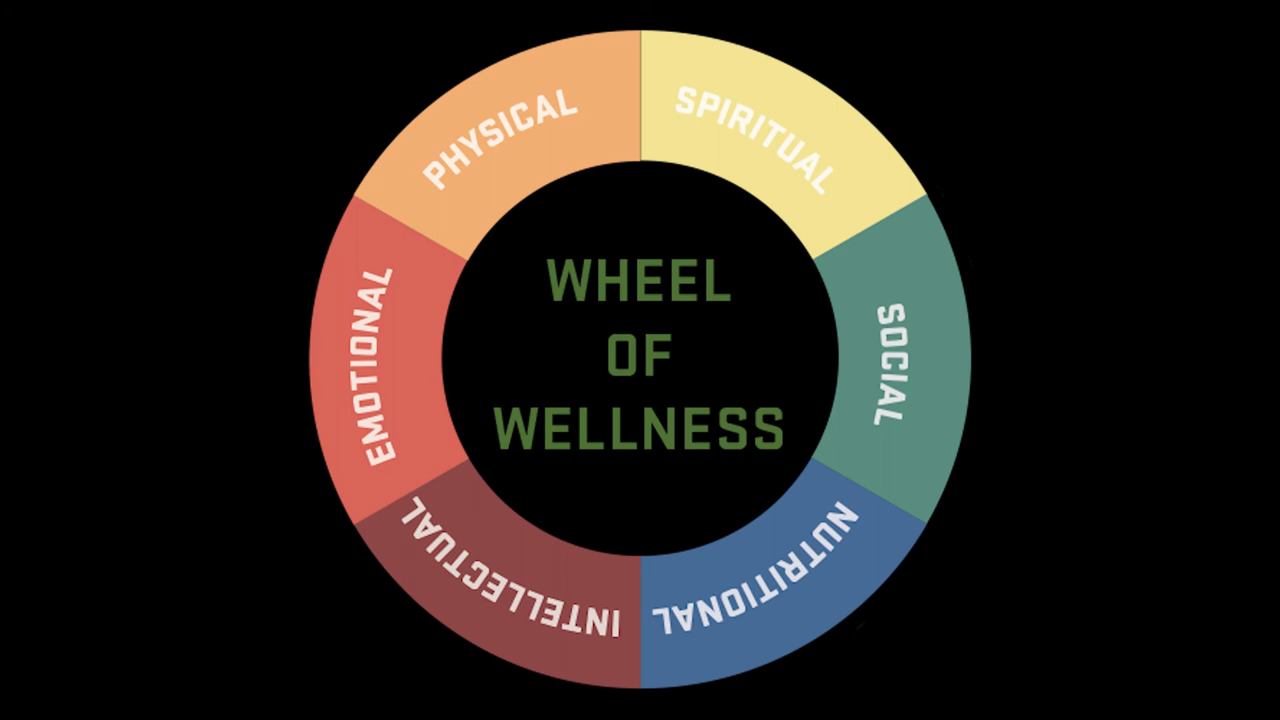 PHYSICAL
SPIRITUAL
SOCIAL
NUTRITIONAL
INTELLECTUAL
EMOTIONAL
WHEEL
OF
WELLNESS